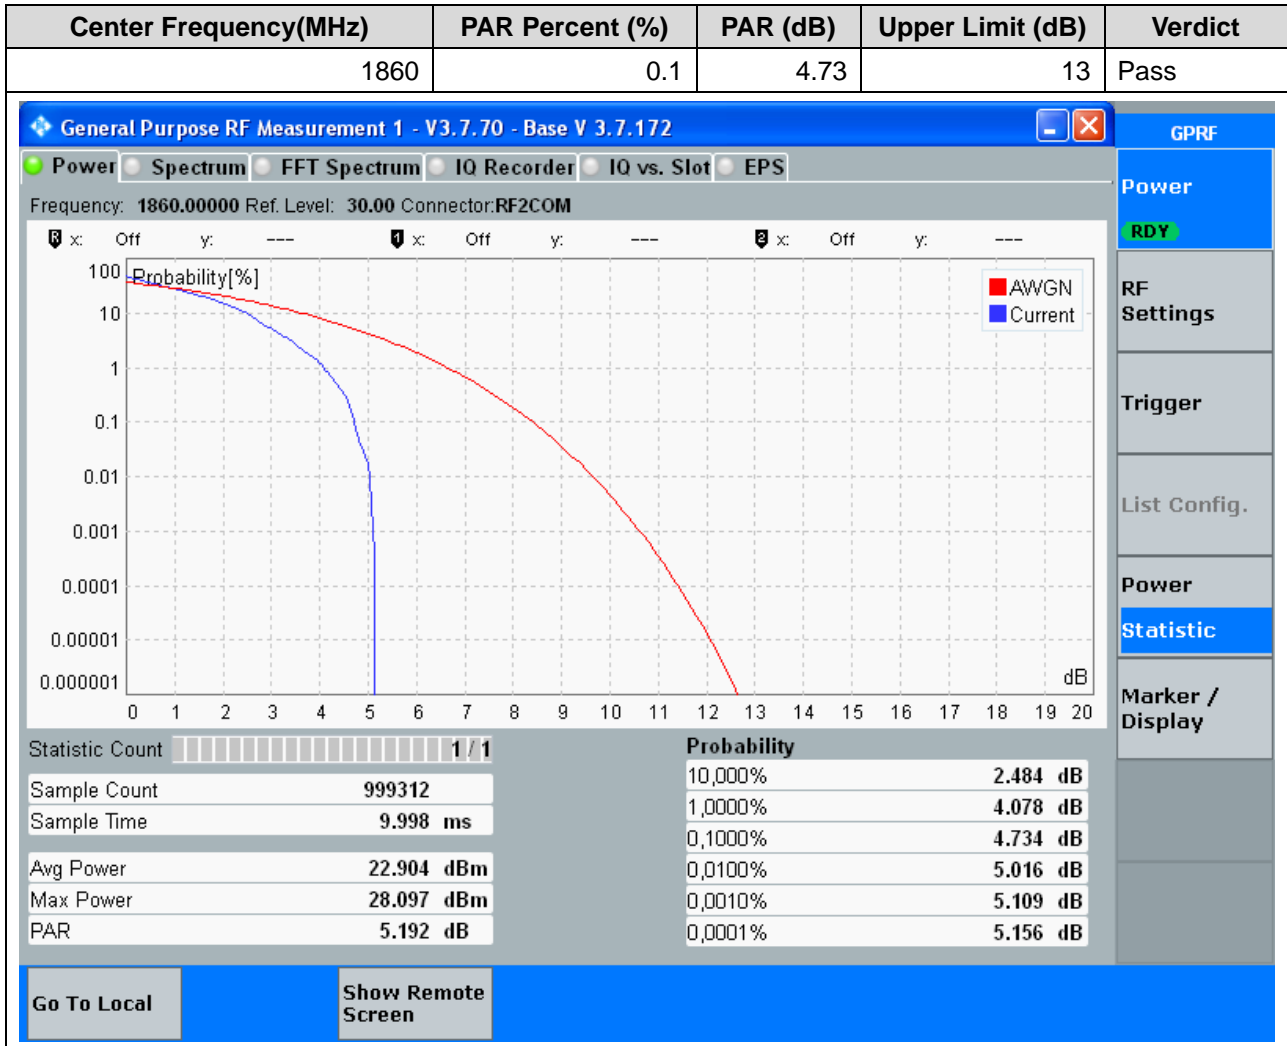 Center Frequency(MHz) PAR Percent (%) PAR (dB) Upper Limit (dB) Verdict
1860 0.1 4.73 13 Pass
General Purpose RF Measurement 1 - V3.7.70 - Base V 3.7.172
GPRF
Power Spectrum FFT Spectrum IQ Recorder IQ vs. Slot EPS
Power
RDY
Frequency: 1860.00000 Ref. Level: 30.00 Connector:RF2COM
R x: Off y: --- 1 x: Off y: --- 2 x: Off y: ---
Probability[%]
AWGN
Current
100
10
1
0.1
0.01
0.001
0.0001
0.00001
0.000001
dB
0 1 2 3 4 5 6 7 8 9 10 11 12 13 14 15 16 17 18 19 20
RF
Settings
Trigger
List Config.
Power
Statistic
Marker /
Display
Statistic Count 1 / 1
Sample Count 999312
Sample Time 9.998 ms
Avg Power 22.904 dBm
Max Power 28.097 dBm
PAR 5.192 dB
Probability
10,000% 2.484 dB
1,0000% 4.078 dB
0,1000% 4.734 dB
0,0100% 5.016 dB
0,0010% 5.109 dB
0,0001% 5.156 dB
Go To Local
Show Remote
Screen